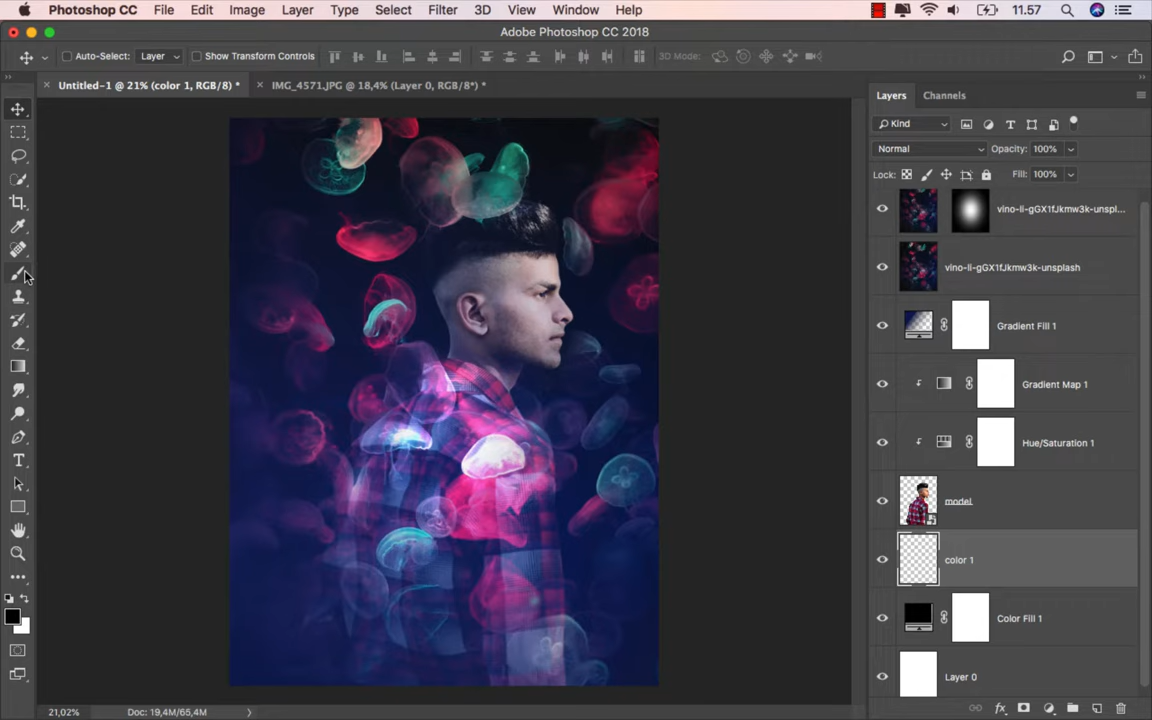 Photoshop CC File Edit Image Layer Type Select Filter 3D View Window Help 11.57
Adobe Photoshop CC 2018
Auto-Select: Layer Show Transform Controls 3D Mode:
Untitled-1 @ 21% (color 1, RGB/8) * IMG_4571.JPG @ 18,4% (Layer 0, RGB/8*) *
Layers Channels
Kind
Normal Opacity: 100%
Lock: Fill: 100%
vino-li-gGX1fJkmw3k-unspl...
vino-li-gGX1fJkmw3k-unsplash
Gradient Fill 1
Gradient Map 1
Hue/Saturation 1
model
color 1
Color Fill 1
Layer 0
21,02% Doc: 19,4M/65,4M